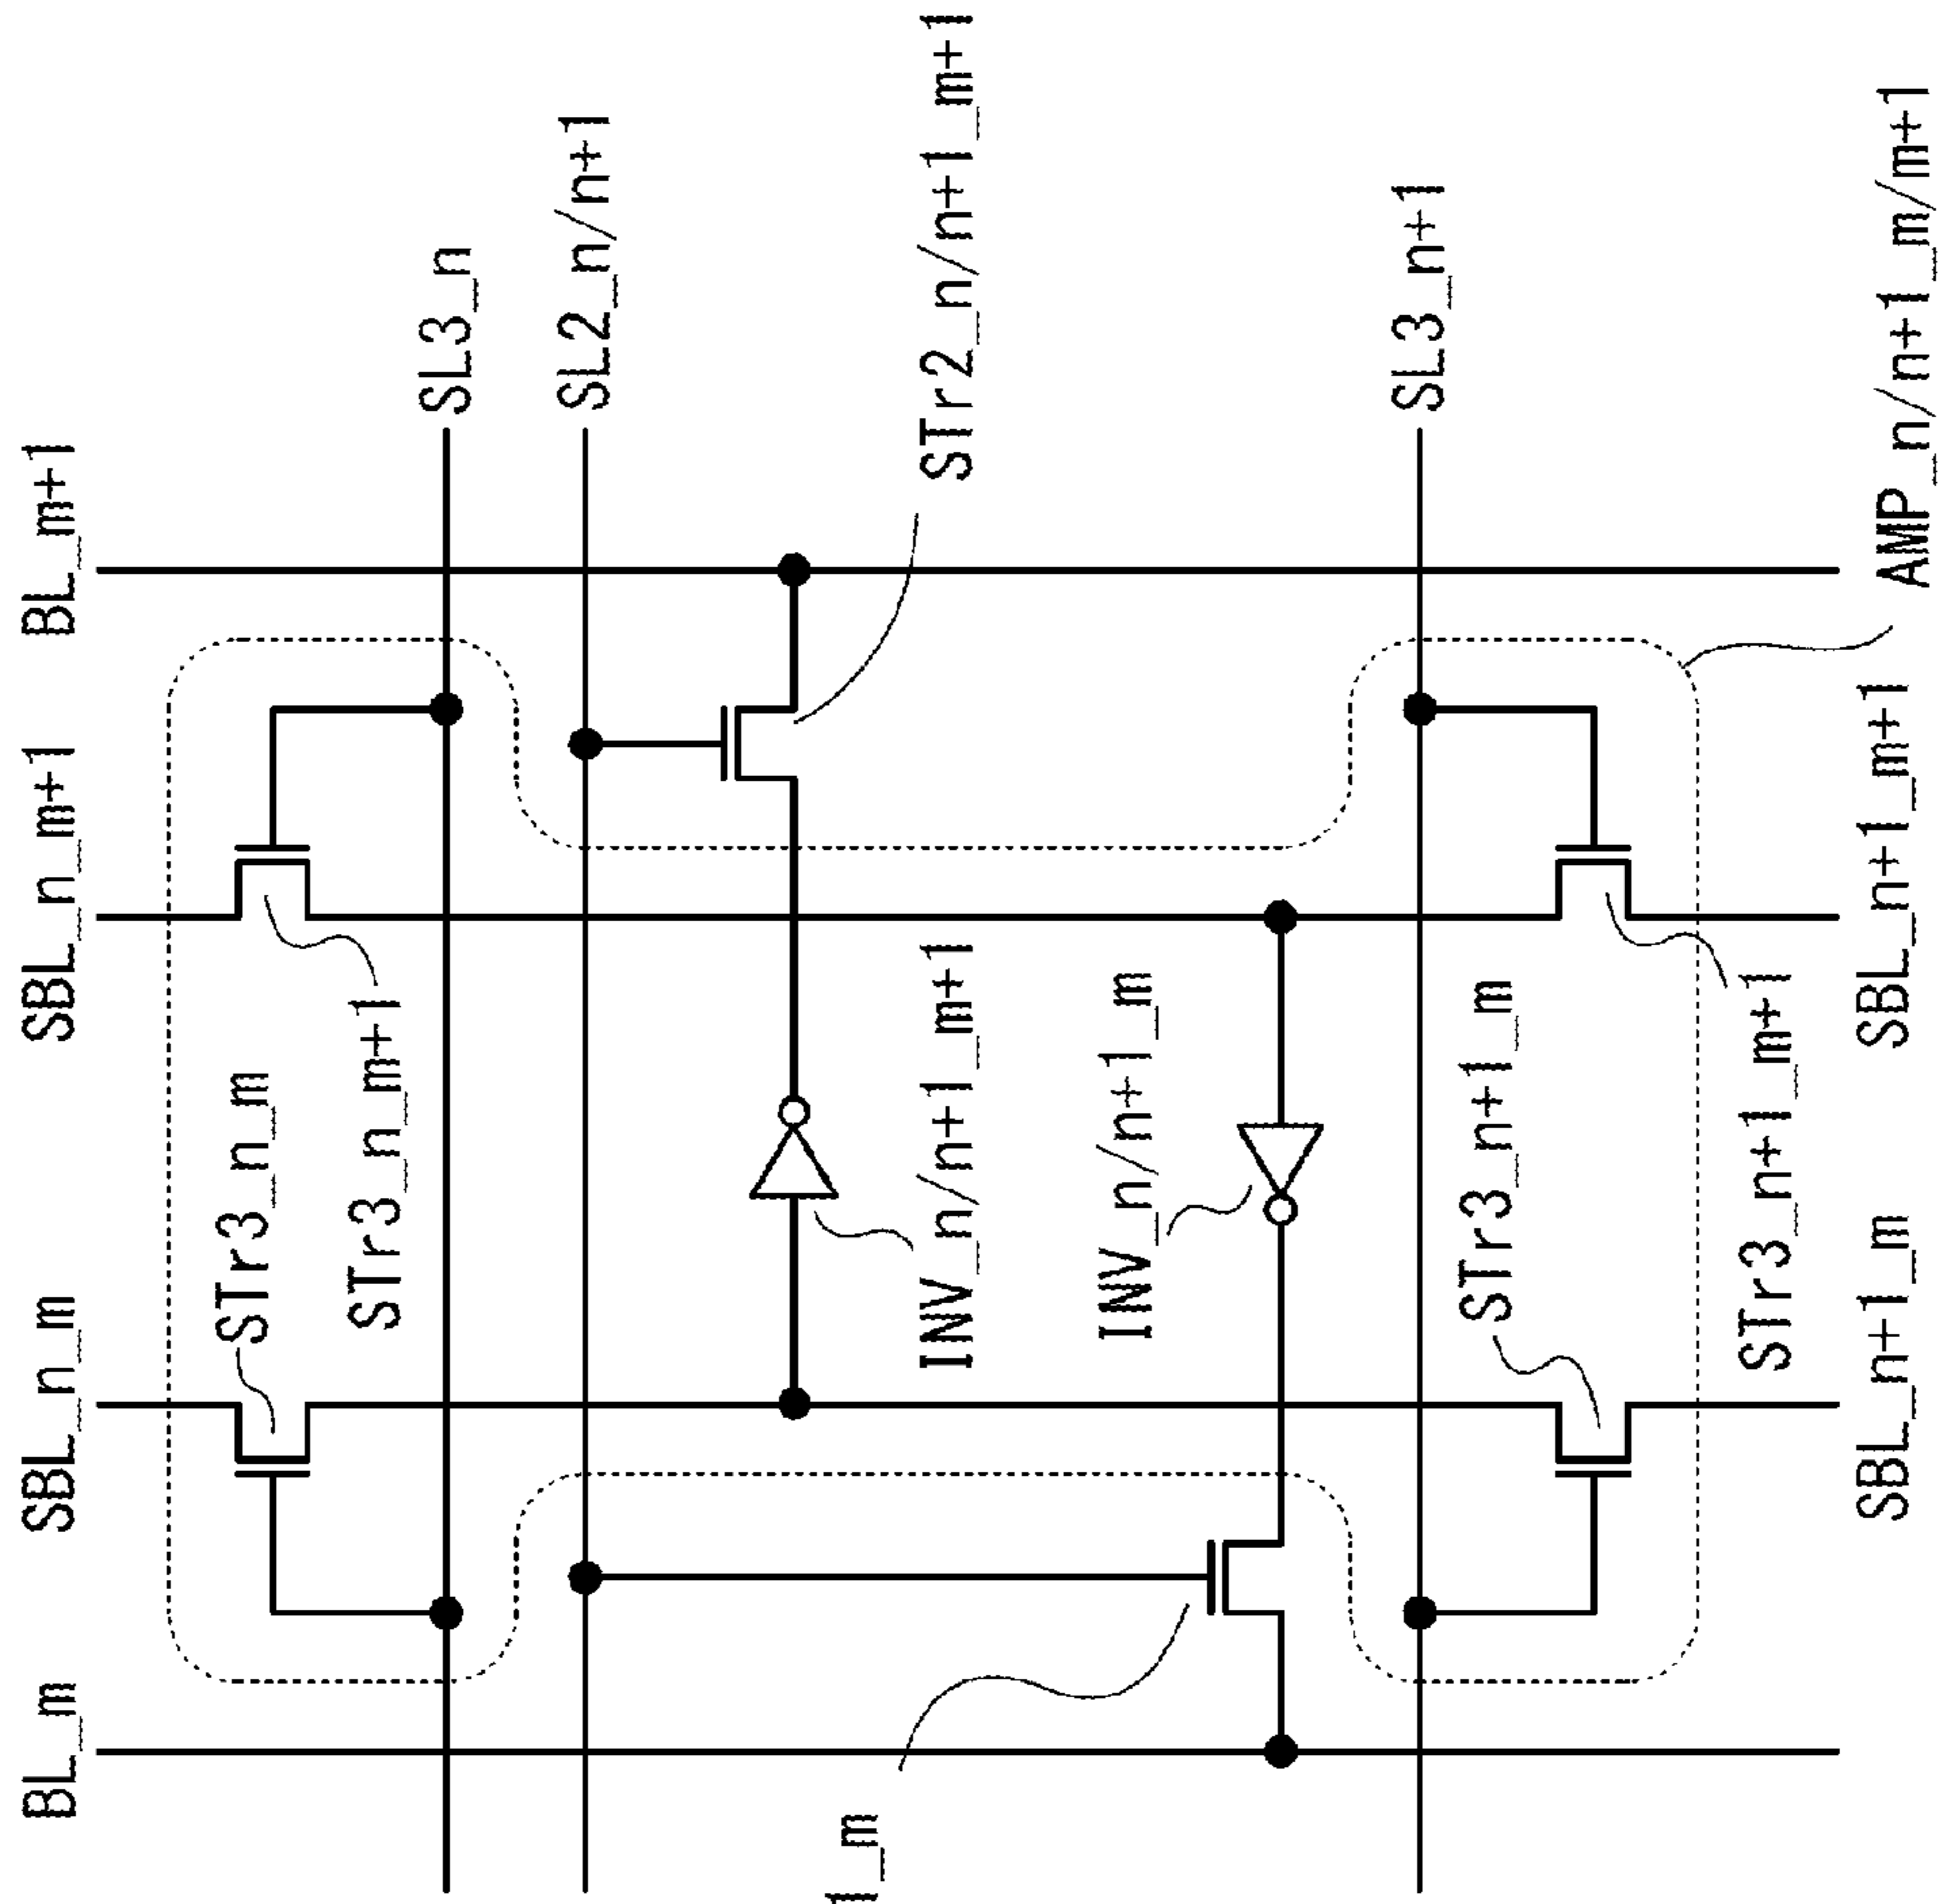 BL_m
SBL_n_m
SBL_n_m+1
BL_m+1
STr3_n_m
STr3_n_m+1
SL3_n
SL2_n/n+1
1_m
INV_n/n+1_m+1
STr2_n/n+1_m+1
INV_n/n+1_m
SL3_n+1
STr3_n+1_m
STr3_n+1_m+1
SBL_n+1_m
SBL_n+1_m+1
AMP_n/n+1_m/m+1